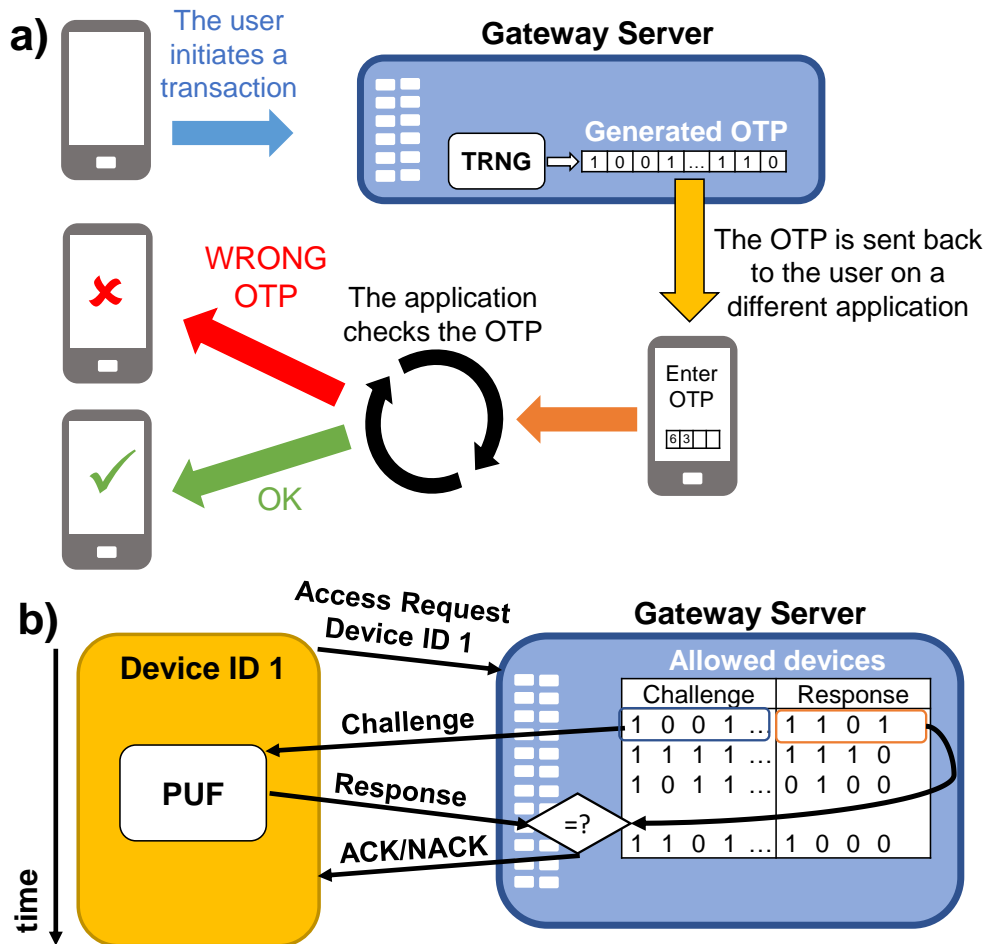 a)
The user
initiates a
transaction
Gateway Server
Generated OTP
TRNG
1 0 0 1 ... 1 1 0
The OTP is sent back
to the user on a
different application
WRONG
OTP
The application
checks the OTP
Enter
OTP
6 3
OK
b)
Access Request
Device ID 1
Gateway Server
Device ID 1
Allowed devices
Challenge Response
Challenge
1 0 0 1 ... 1 1 0 1
1 1 1 1 ... 1 1 1 0
PUF
Response
1 0 1 1 ... 0 1 0 0
=?
ACK/NACK
1 1 0 1 ... 1 0 0 0
time